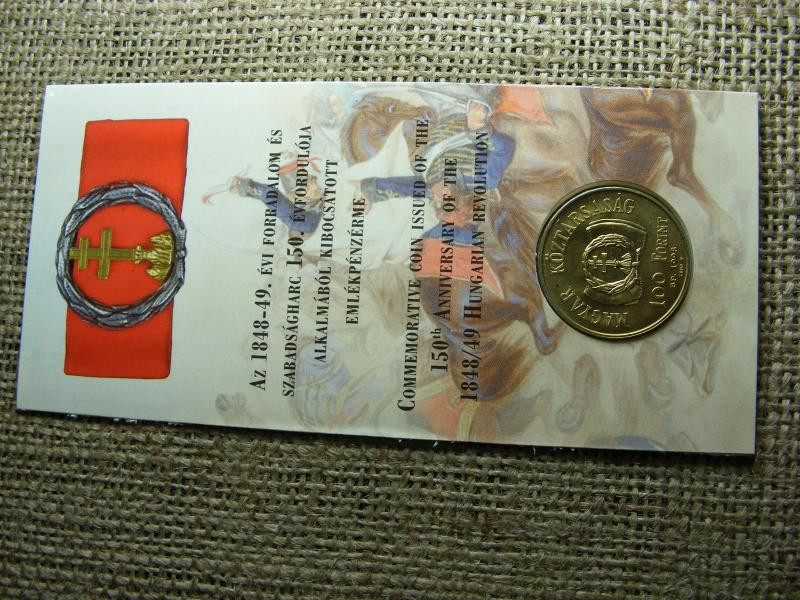 AZ 1848-49. ÉVI FORRADALOM ÉS
SZABADSÁGHARC 150. ÉVFORDULÓJA
ALKALMÁBÓL KIBOCSÁTOTT
EMLÉKPÉNZÉRME
COMMEMORATIVE COIN ISSUED OF THE
150th ANNIVERSARY OF THE
1848/49 HUNGARIAN REVOLUTION
MAGYAR KÖZTÁRSASÁG
100 FORINT
BP. 1998